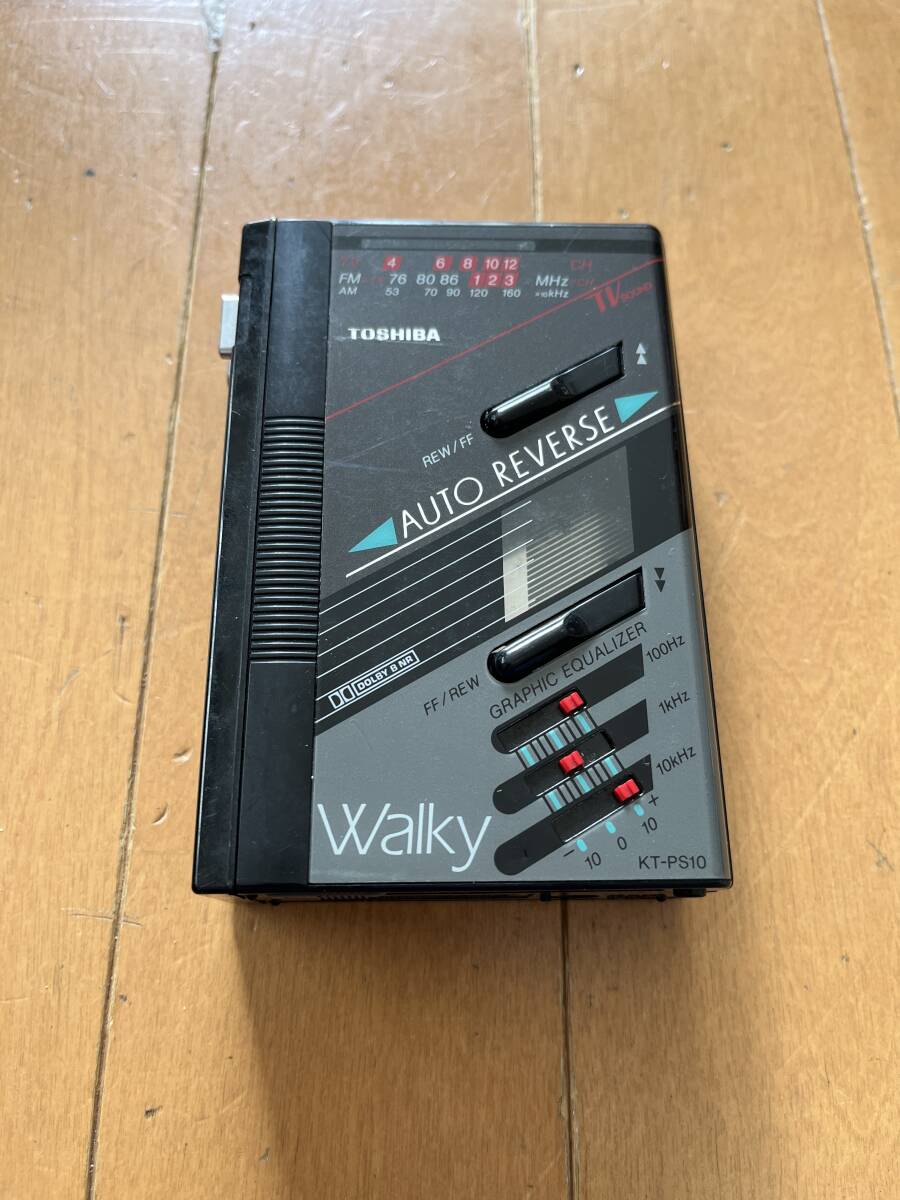 4 6 8 10 12 CH
FM 76 80 86 1 2 3 MHz
AM 53 70 90 120 160 kHz
TV SOUND
TOSHIBA
REW/FF
AUTO REVERSE
DOLBY B NR
FF/REW
GRAPHIC EQUALIZER
100Hz
1kHz
10kHz
− 10 0 10 +
Walky
KT-PS10